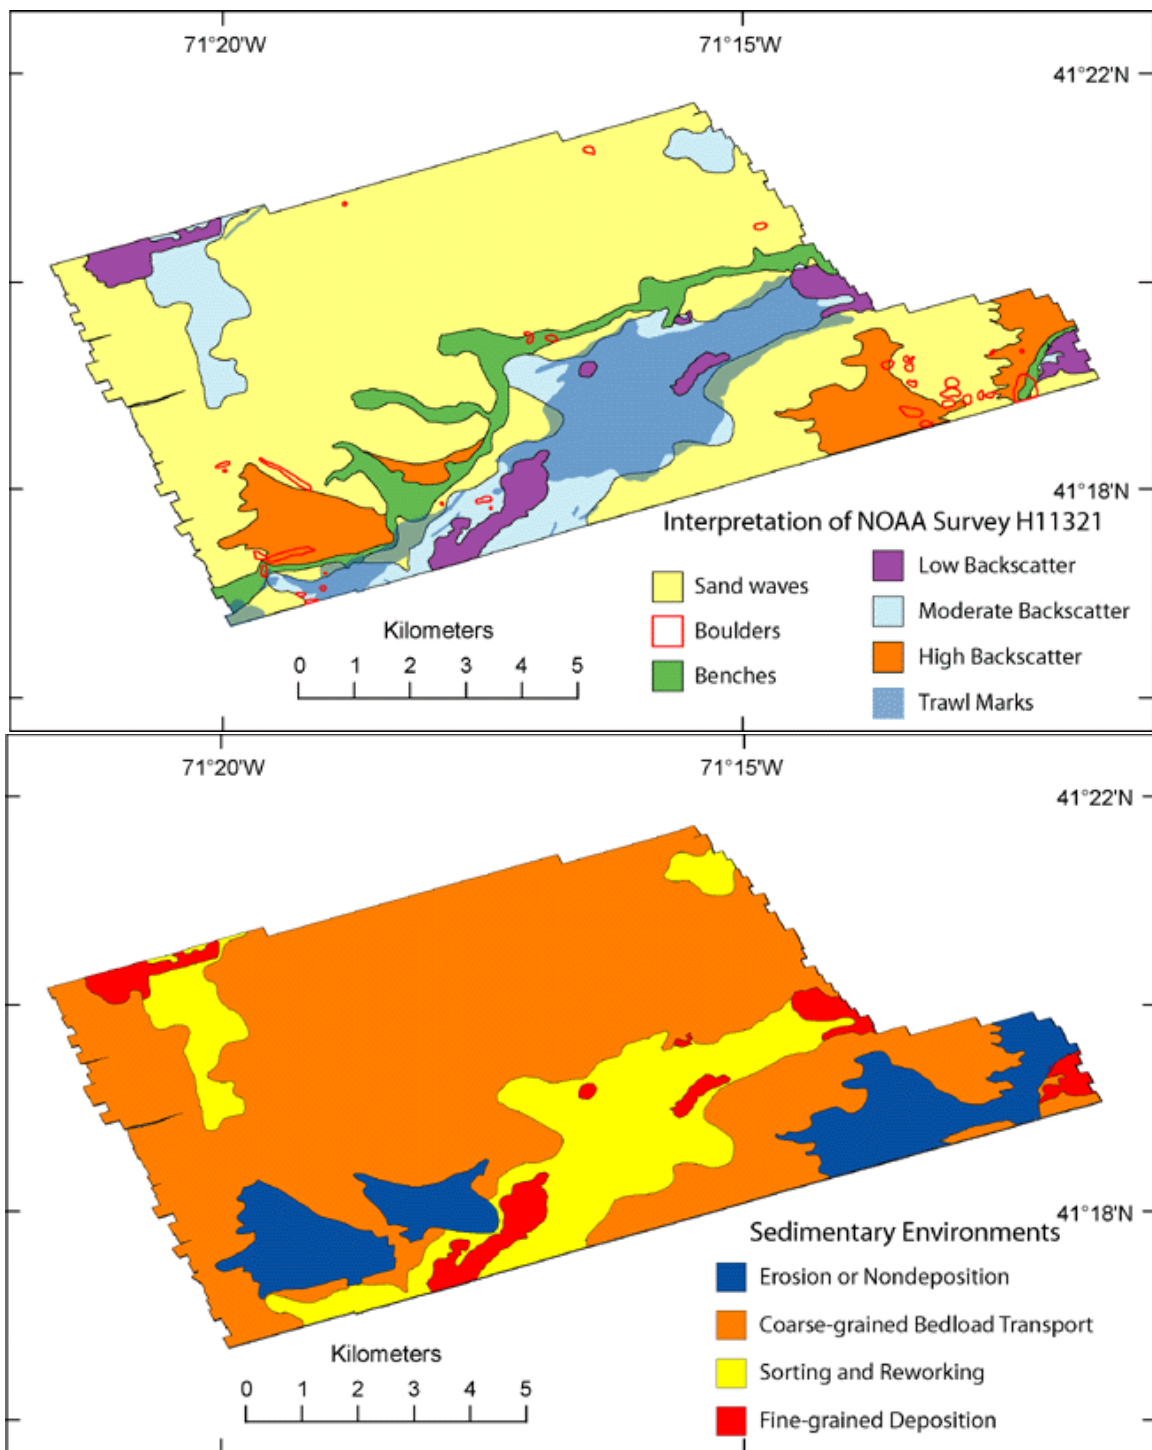 71°20'W 71°15'W
41°22'N
41°18'N
Interpretation of NOAA Survey H11321
Sand waves
Boulders
Benches
Low Backscatter
Moderate Backscatter
High Backscatter
Trawl Marks
Kilometers
0 1 2 3 4 5
71°20'W 71°15'W
41°22'N
41°18'N
Sedimentary Environments
Erosion or Nondeposition
Coarse-grained Bedload Transport
Sorting and Reworking
Fine-grained Deposition
Kilometers
0 1 2 3 4 5